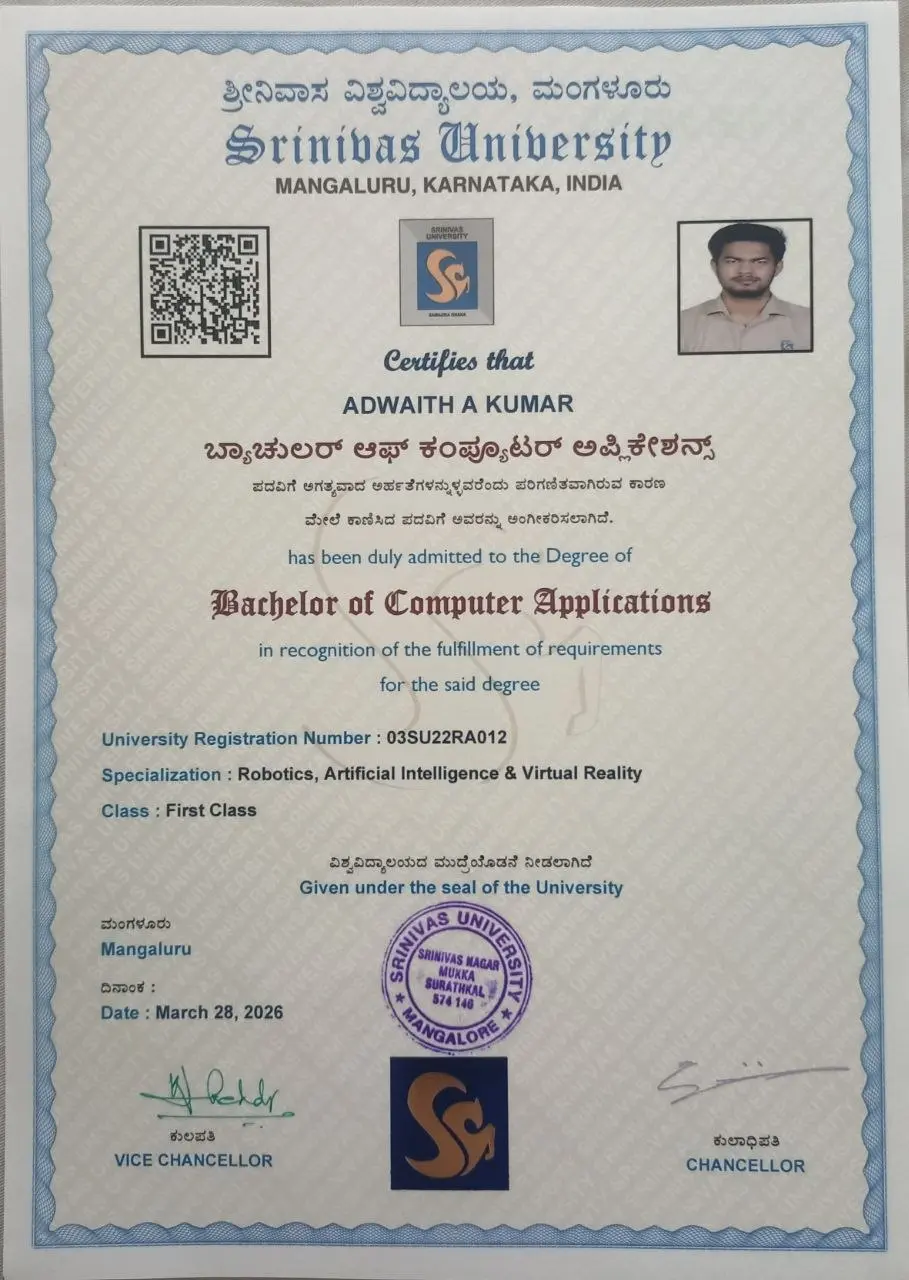 ಶ್ರೀನಿವಾಸ ವಿಶ್ವವಿದ್ಯಾಲಯ, ಮಂಗಳೂರು
Srinivas University
MANGALURU, KARNATAKA, INDIA
SRINIVAS
UNIVERSITY
SAMAGRA GNANA
Certifies that
ADWAITH A KUMAR
ಬ್ಯಾಚುಲರ್ ಆಫ್ ಕಂಪ್ಯೂಟರ್ ಅಪ್ಲಿಕೇಶನ್ಸ್
ಪದವಿಗೆ ಅಗತ್ಯವಾದ ಅರ್ಹತೆಗಳನ್ನುಳ್ಳವರೆಂದು ಪರಿಗಣಿತವಾಗಿರುವ ಕಾರಣ
ಮೇಲೆ ಕಾಣಿಸಿದ ಪದವಿಗೆ ಅವರನ್ನು ಅಂಗೀಕರಿಸಲಾಗಿದೆ.
has been duly admitted to the Degree of
Bachelor of Computer Applications
in recognition of the fulfillment of requirements
for the said degree
University Registration Number : 03SU22RA012
Specialization : Robotics, Artificial Intelligence & Virtual Reality
Class : First Class
ವಿಶ್ವವಿದ್ಯಾಲಯದ ಮುದ್ರೆಯೊಡನೆ ನೀಡಲಾಗಿದೆ
Given under the seal of the University
ಮಂಗಳೂರು
Mangaluru
ದಿನಾಂಕ :
Date : March 28, 2026
SRINIVAS UNIVERSITY
SRINIVAS NAGAR
MUKKA
SURATHKAL
574 146
MANGALORE
ಕುಲಪತಿ
VICE CHANCELLOR
ಕುಲಾಧಿಪತಿ
CHANCELLOR